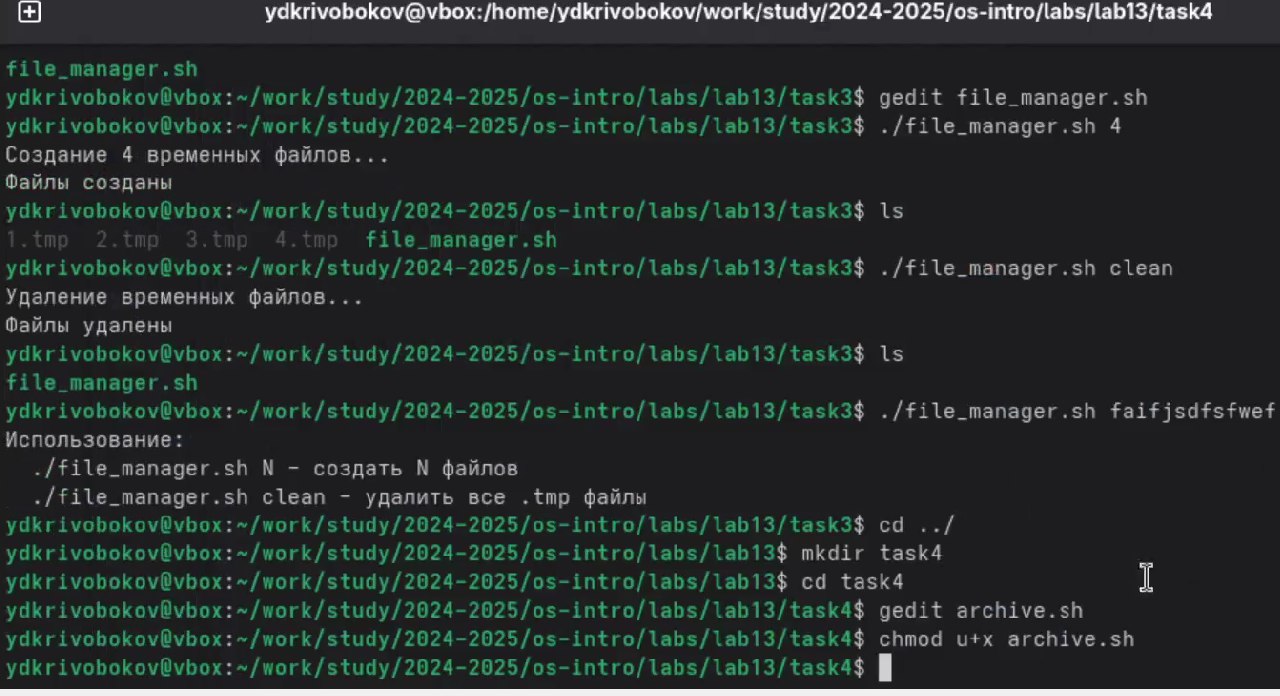 ydkrivobokov@vbox:/home/ydkrivobokov/work/study/2024-2025/os-intro/labs/lab13/task4
file_manager.sh
ydkrivobokov@vbox:~/work/study/2024-2025/os-intro/labs/lab13/task3$ gedit file_manager.sh
ydkrivobokov@vbox:~/work/study/2024-2025/os-intro/labs/lab13/task3$ ./file_manager.sh 4
Создание 4 временных файлов...
Файлы созданы
ydkrivobokov@vbox:~/work/study/2024-2025/os-intro/labs/lab13/task3$ ls
1.tmp 2.tmp 3.tmp 4.tmp file_manager.sh
ydkrivobokov@vbox:~/work/study/2024-2025/os-intro/labs/lab13/task3$ ./file_manager.sh clean
Удаление временных файлов...
Файлы удалены
ydkrivobokov@vbox:~/work/study/2024-2025/os-intro/labs/lab13/task3$ ls
file_manager.sh
ydkrivobokov@vbox:~/work/study/2024-2025/os-intro/labs/lab13/task3$ ./file_manager.sh faifjsdfsfwef
Использование:
./file_manager.sh N - создать N файлов
./file_manager.sh clean - удалить все .tmp файлы
ydkrivobokov@vbox:~/work/study/2024-2025/os-intro/labs/lab13/task3$ cd ../
ydkrivobokov@vbox:~/work/study/2024-2025/os-intro/labs/lab13$ mkdir task4
ydkrivobokov@vbox:~/work/study/2024-2025/os-intro/labs/lab13$ cd task4
ydkrivobokov@vbox:~/work/study/2024-2025/os-intro/labs/lab13/task4$ gedit archive.sh
ydkrivobokov@vbox:~/work/study/2024-2025/os-intro/labs/lab13/task4$ chmod u+x archive.sh
ydkrivobokov@vbox:~/work/study/2024-2025/os-intro/labs/lab13/task4$